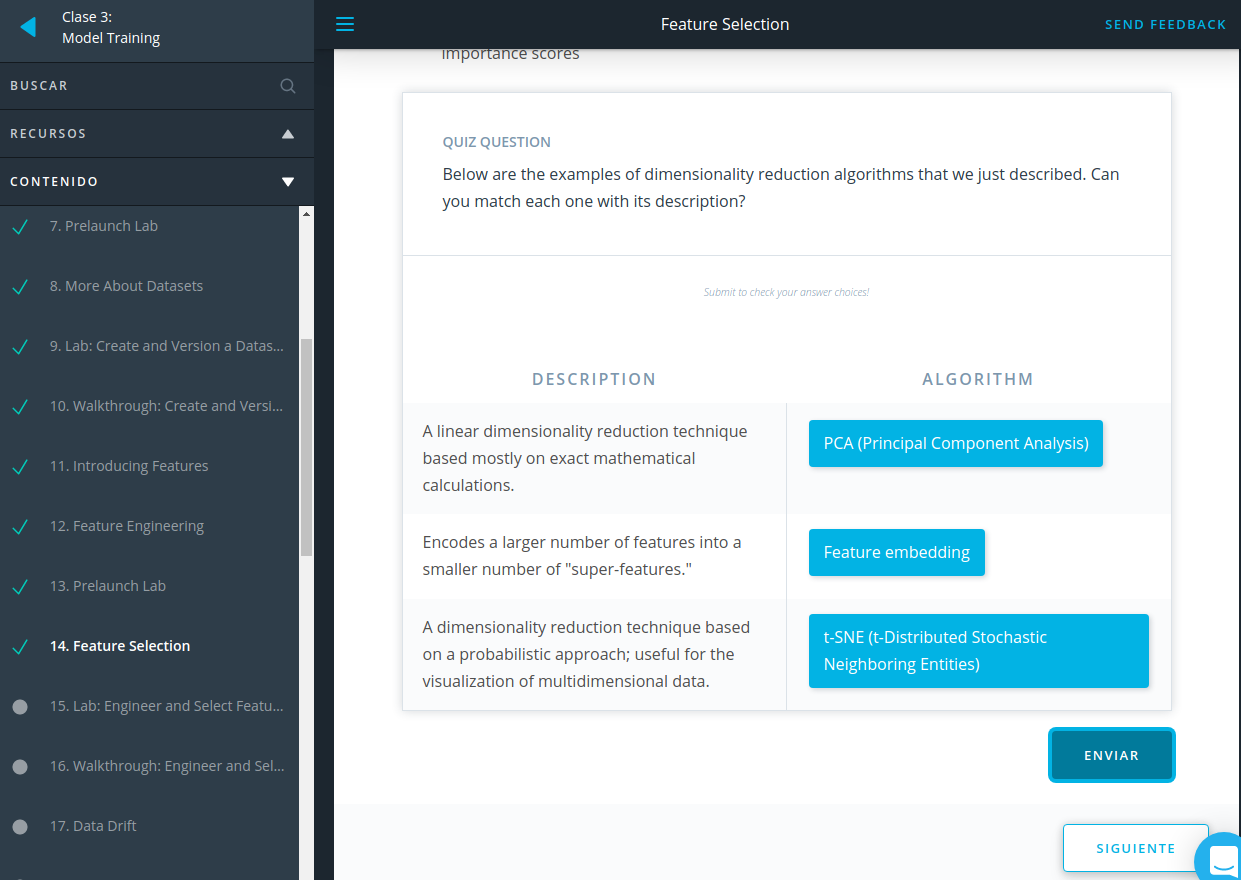 Clase 3:
Model Training
BUSCAR
RECURSOS
CONTENIDO
7. Prelaunch Lab
8. More About Datasets
9. Lab: Create and Version a Datas...
10. Walkthrough: Create and Versi...
11. Introducing Features
12. Feature Engineering
13. Prelaunch Lab
14. Feature Selection
15. Lab: Engineer and Select Featu...
16. Walkthrough: Engineer and Sel...
17. Data Drift
Feature Selection
SEND FEEDBACK
importance scores
QUIZ QUESTION
Below are the examples of dimensionality reduction algorithms that we just described. Can
you match each one with its description?
Submit to check your answer choices!
DESCRIPTION
ALGORITHM
A linear dimensionality reduction technique
based mostly on exact mathematical
calculations.
PCA (Principal Component Analysis)
Encodes a larger number of features into a
smaller number of "super-features."
Feature embedding
A dimensionality reduction technique based
on a probabilistic approach; useful for the
visualization of multidimensional data.
t-SNE (t-Distributed Stochastic
Neighboring Entities)
ENVIAR
SIGUIENTE